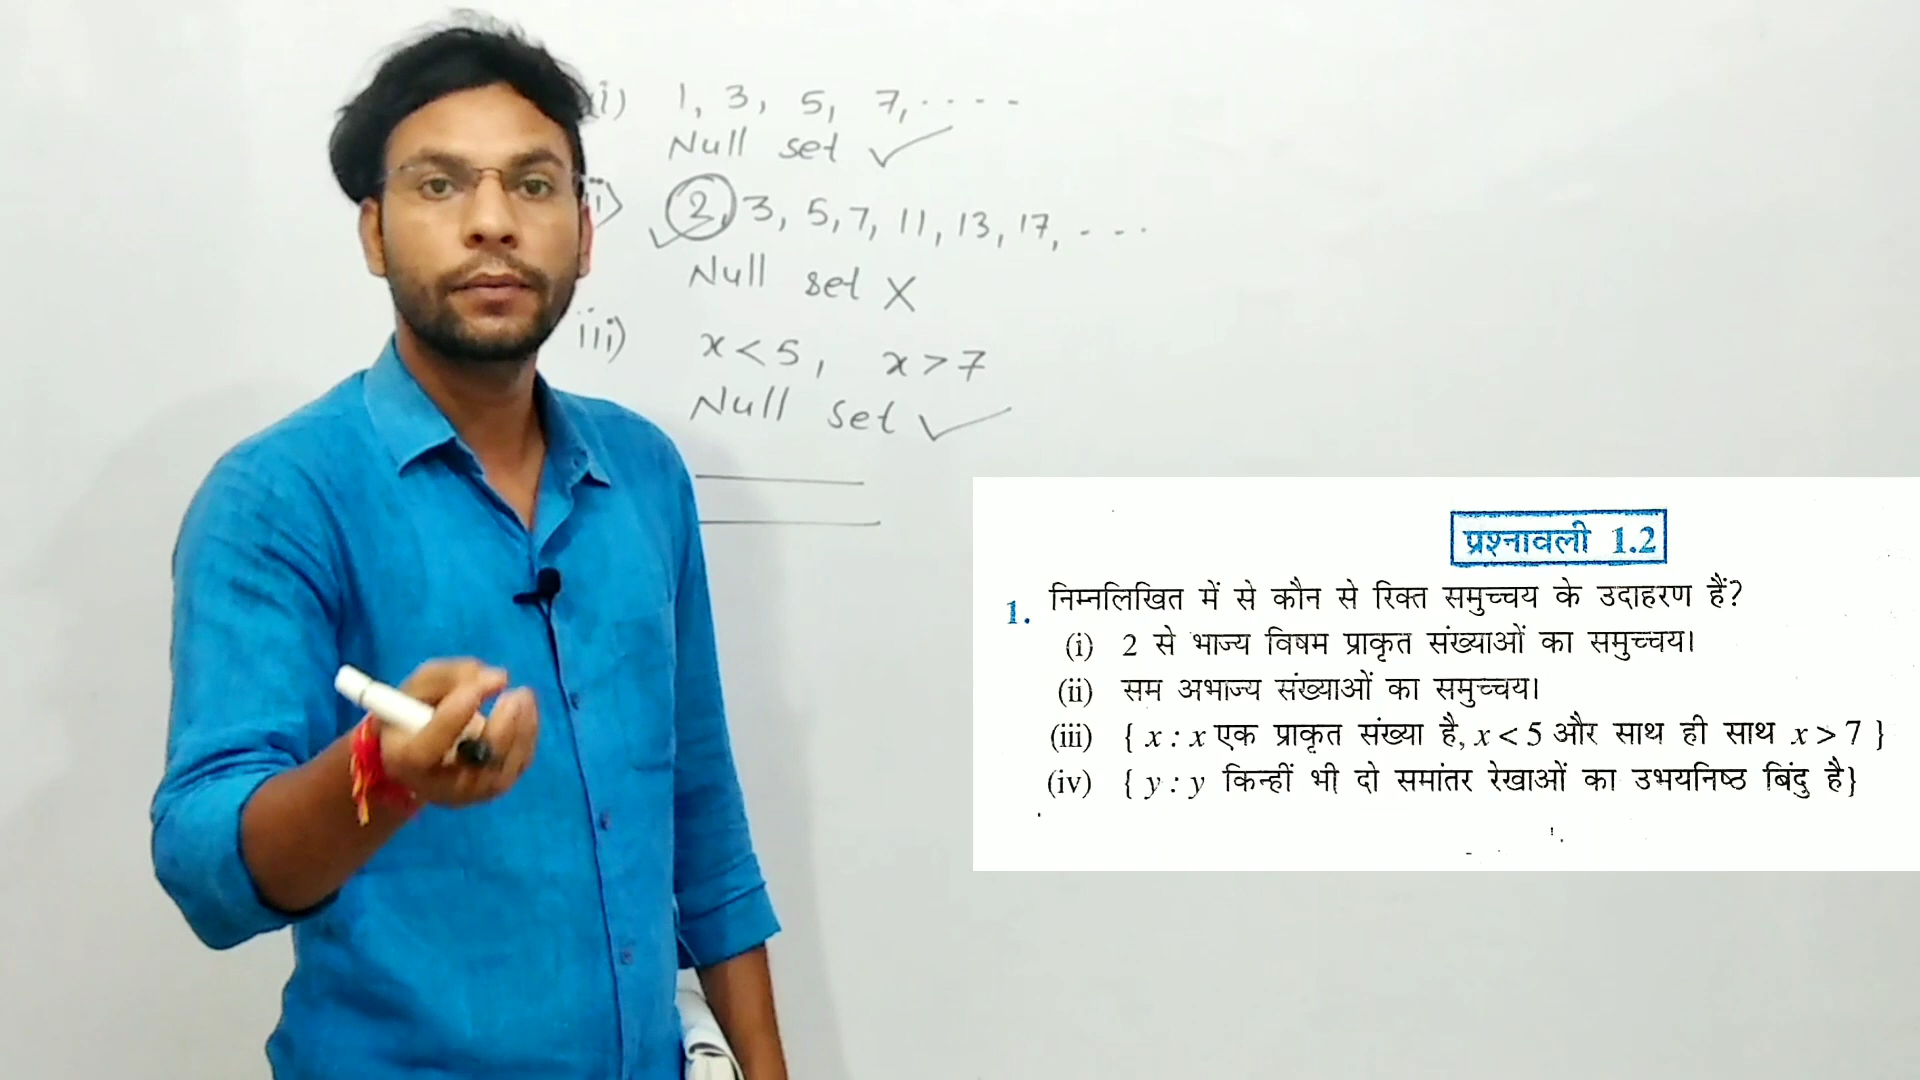 i) 1, 3, 5, 7, ....
Null set ✓
ii) 2, 3, 5, 7, 11, 13, 17, ...
Null set X
iii) x < 5, x > 7
Null set ✓
प्रश्नावली 1.2
1. निम्नलिखित में से कौन से रिक्त समुच्चय के उदाहरण हैं?
(i) 2 से भाज्य विषम प्राकृत संख्याओं का समुच्चय।
(ii) सम अभाज्य संख्याओं का समुच्चय।
(iii) { x : x एक प्राकृत संख्या है, x < 5 और साथ ही साथ x > 7 }
(iv) { y : y किन्हीं भी दो समांतर रेखाओं का उभयनिष्ठ बिंदु है}